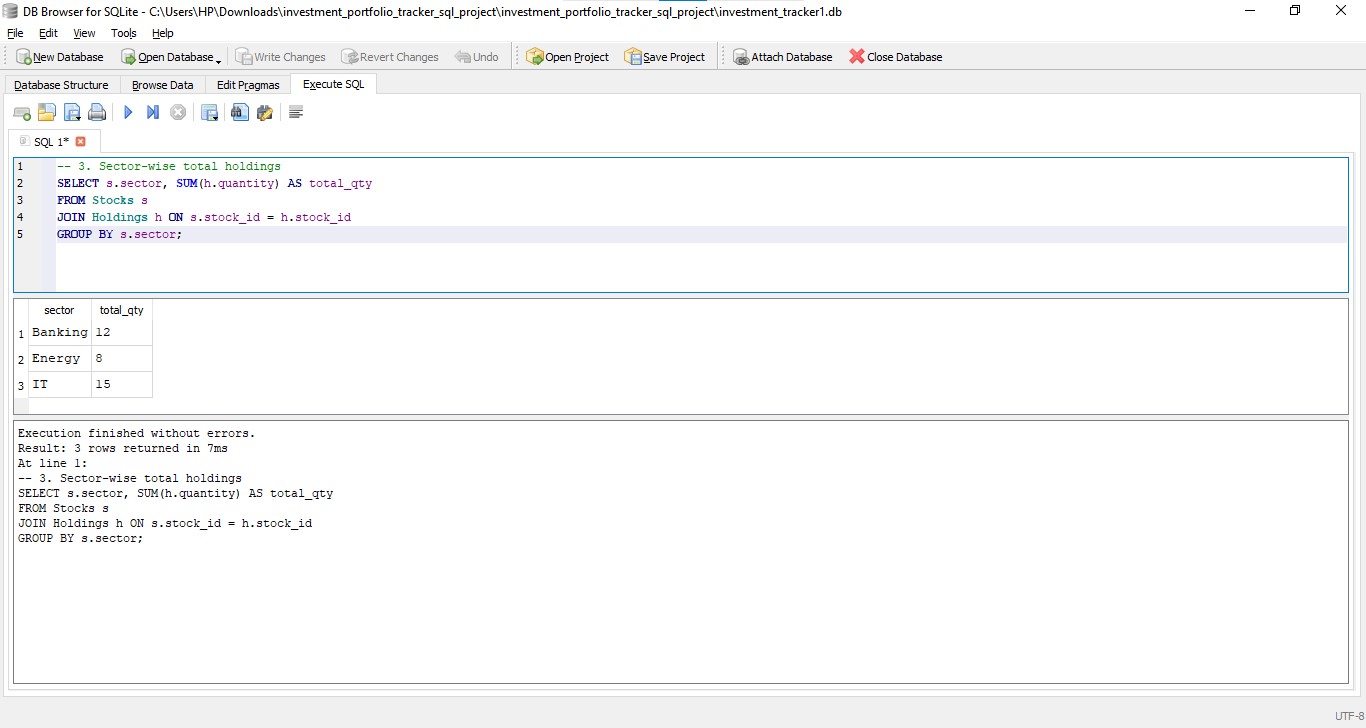 DB Browser for SQLite - C:\Users\HP\Downloads\investment_portfolio_tracker_sql_project\investment_portfolio_tracker_sql_project\investment_tracker1.db
File Edit View Tools Help
New Database Open Database Write Changes Revert Changes Undo Open Project Save Project Attach Database Close Database
Database Structure Browse Data Edit Pragmas Execute SQL
SQL 1*
1 -- 3. Sector-wise total holdings
2 SELECT s.sector, SUM(h.quantity) AS total_qty
3 FROM Stocks s
4 JOIN Holdings h ON s.stock_id = h.stock_id
5 GROUP BY s.sector;
sector total_qty
1 Banking 12
2 Energy 8
3 IT 15
Execution finished without errors.
Result: 3 rows returned in 7ms
At line 1:
-- 3. Sector-wise total holdings
SELECT s.sector, SUM(h.quantity) AS total_qty
FROM Stocks s
JOIN Holdings h ON s.stock_id = h.stock_id
GROUP BY s.sector;
UTF-8